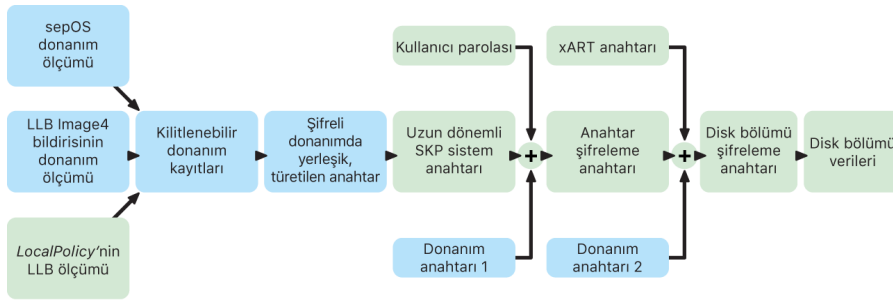 sepOS
donanım
ölçümü
Kullanıcı parolası
xART anahtarı
LLB Image4
bildirisinin
donanım
ölçümü
Kilitlenebilir
donanım
kayıtları
Şifreli
donanımda
yerleşik,
türetilen anahtar
Uzun dönemli
SKP sistem
anahtarı
+
Anahtar
şifreleme
anahtarı
+
Disk bölümü
şifreleme
anahtarı
Disk bölümü
verileri
LocalPolicy’nin
LLB ölçümü
Donanım
anahtarı 1
Donanım
anahtarı 2